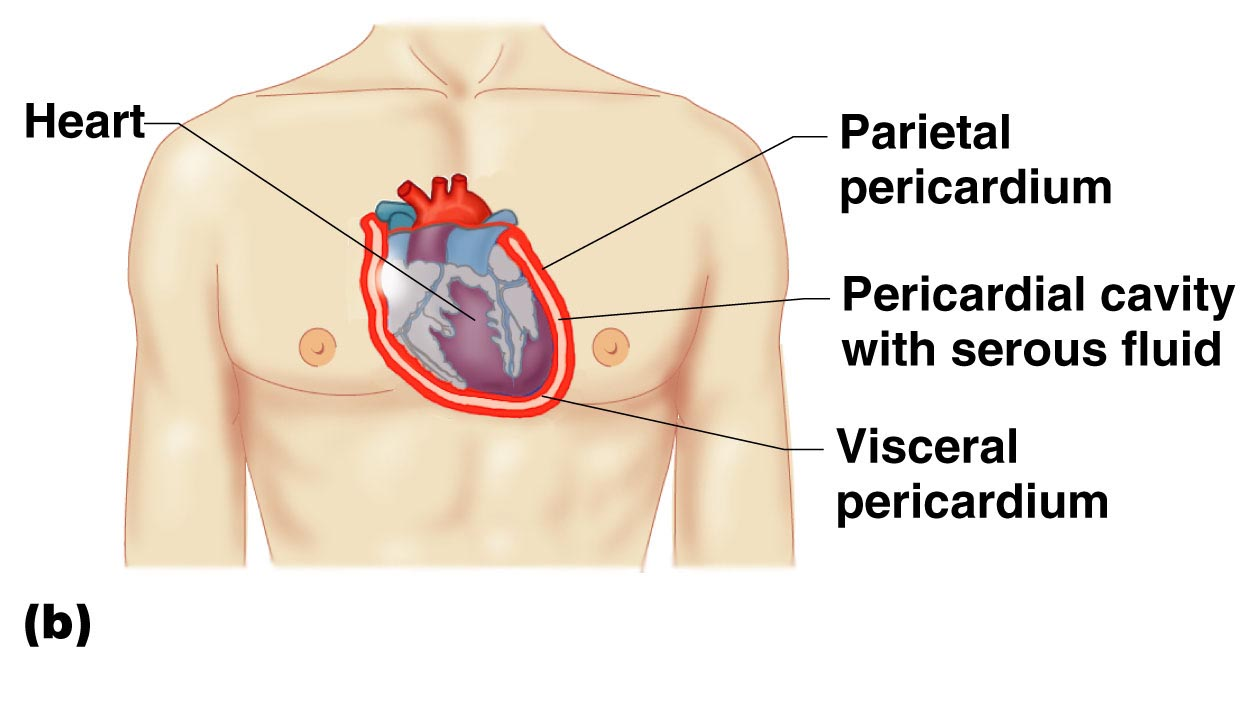 Heart
Parietal
pericardium
Pericardial cavity
with serous fluid
Visceral
pericardium
(b)